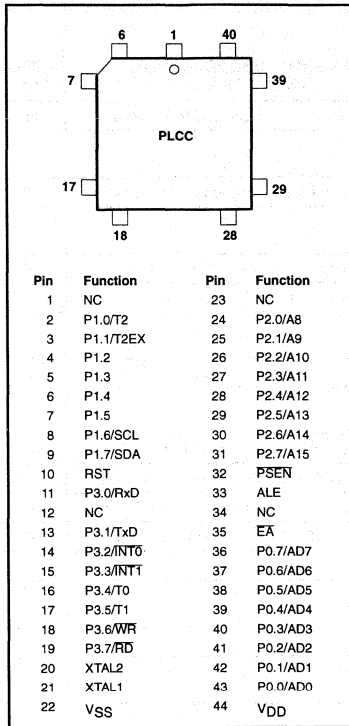 6 1 40
7 39
PLCC
17 29
18 28
Pin Function Pin Function
1 NC 23 NC
2 P1.0/T2 24 P2.0/A8
3 P1.1/T2EX 25 P2.1/A9
4 P1.2 26 P2.2/A10
5 P1.3 27 P2.3/A11
6 P1.4 28 P2.4/A12
7 P1.5 29 P2.5/A13
8 P1.6/SCL 30 P2.6/A14
9 P1.7/SDA 31 P2.7/A15
10 RST 32 P̅S̅E̅N̅
11 P3.0/RxD 33 ALE
12 NC 34 NC
13 P3.1/TxD 35 E̅A̅
14 P3.2/I̅N̅T̅0̅ 36 P0.7/AD7
15 P3.3/I̅N̅T̅1̅ 37 P0.6/AD6
16 P3.4/T0 38 P0.5/AD5
17 P3.5/T1 39 P0.4/AD4
18 P3.6/W̅R̅ 40 P0.3/AD3
19 P3.7/R̅D̅ 41 P0.2/AD2
20 XTAL2 42 P0.1/AD1
21 XTAL1 43 P0.0/AD0
22 VSS 44 VDD